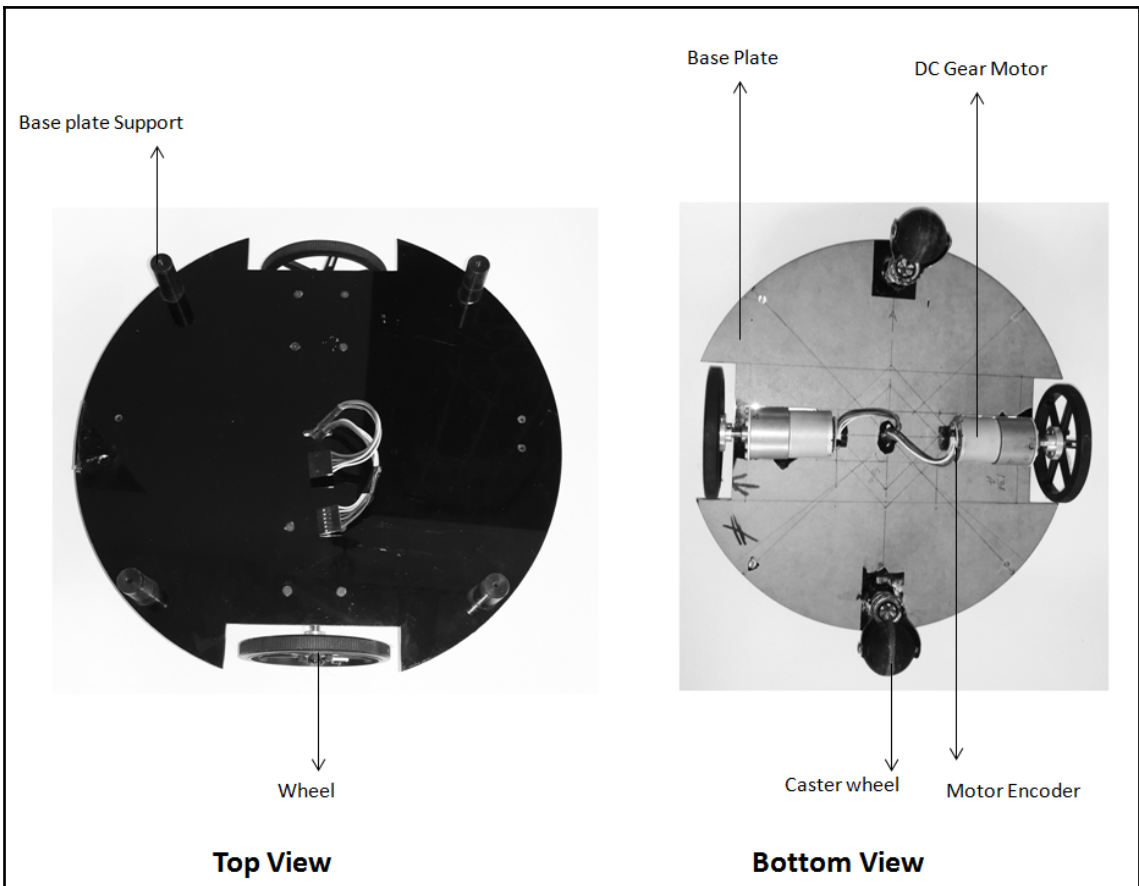 Base Plate
DC Gear Motor
Base plate Support
Wheel
Caster wheel
Motor Encoder
Top View
Bottom View